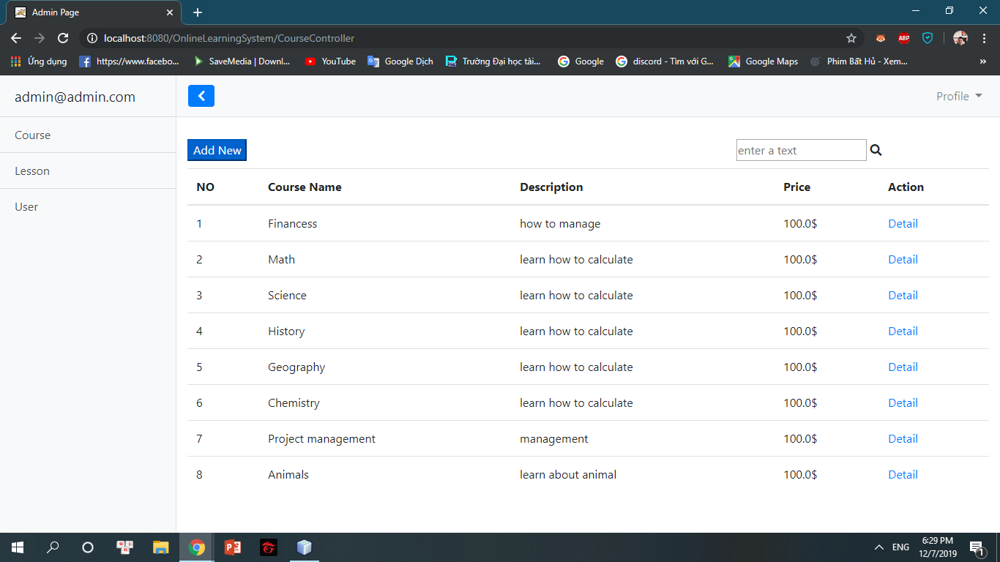 Admin Page
localhost:8080/OnlineLearningSystem/CourseController
ABP
Ứng dụng https://www.facebo... SaveMedia | Downl... YouTube Google Dịch Trường Đại học tài... Google discord - Tìm với G... Google Maps Phim Bất Hủ - Xem... »
admin@admin.com Profile
Course
Lesson
User
Add New enter a text
NO Course Name Description Price Action
1 Financess how to manage 100.0$ Detail
2 Math learn how to calculate 100.0$ Detail
3 Science learn how to calculate 100.0$ Detail
4 History learn how to calculate 100.0$ Detail
5 Geography learn how to calculate 100.0$ Detail
6 Chemistry learn how to calculate 100.0$ Detail
7 Project management management 100.0$ Detail
8 Animals learn about animal 100.0$ Detail
ENG 6:29 PM
12/7/2019 1